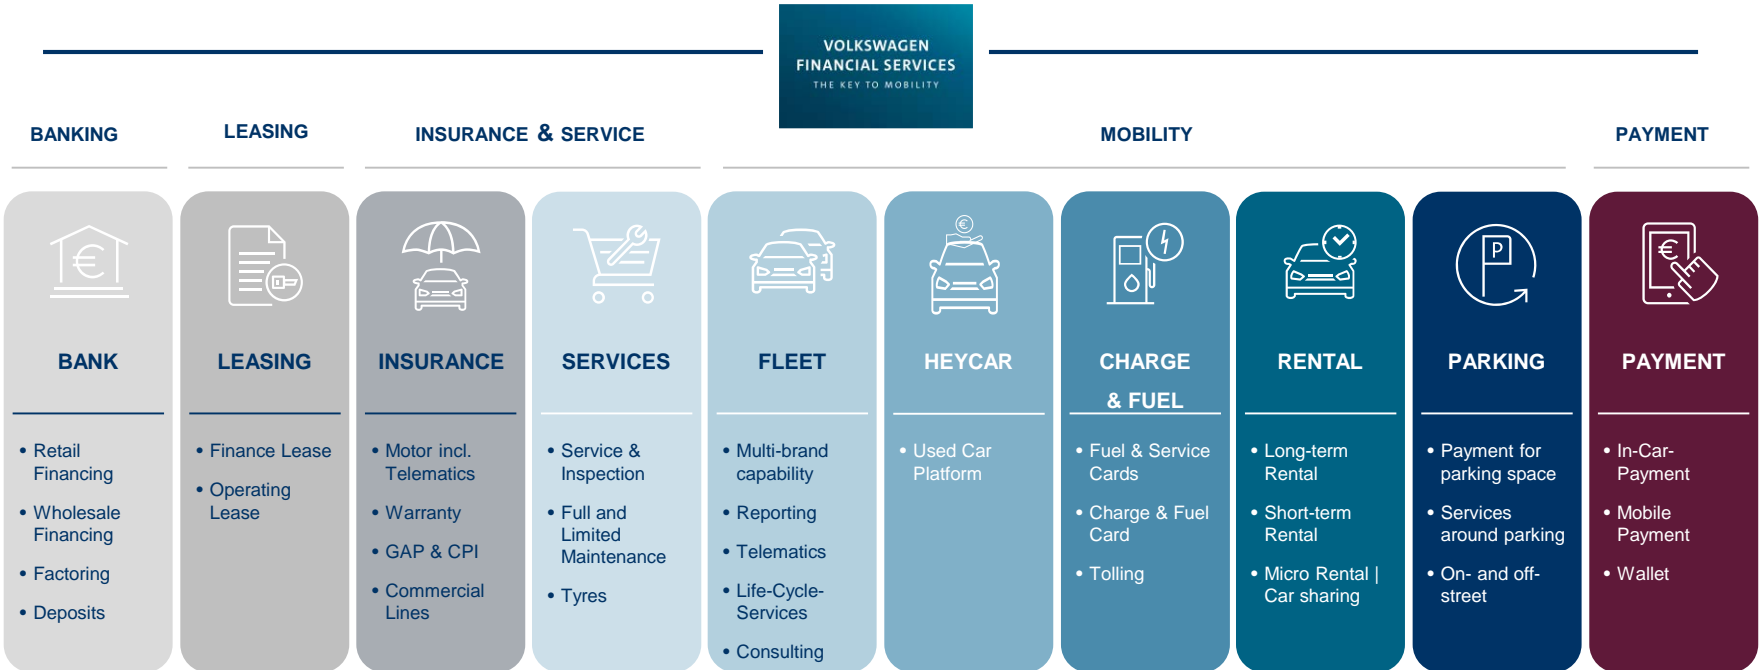 VOLKSWAGEN
FINANCIAL SERVICES
THE KEY TO MOBILITY
BANKING
LEASING
INSURANCE & SERVICE
MOBILITY
PAYMENT
€
BANK
• Retail
Financing
• Wholesale
Financing
• Factoring
• Deposits
LEASING
• Finance Lease
• Operating
Lease
INSURANCE
• Motor incl.
Telematics
• Warranty
• GAP & CPI
• Commercial
Lines
SERVICES
• Service &
Inspection
• Full and
Limited
Maintenance
• Tyres
FLEET
• Multi-brand
capability
• Reporting
• Telematics
• Life-Cycle-
Services
• Consulting
€
HEYCAR
• Used Car
Platform
CHARGE
& FUEL
• Fuel & Service
Cards
• Charge & Fuel
Card
• Tolling
RENTAL
• Long-term
Rental
• Short-term
Rental
• Micro Rental |
Car sharing
P
PARKING
• Payment for
parking space
• Services
around parking
• On- and off-
street
€
PAYMENT
• In-Car-
Payment
• Mobile
Payment
• Wallet